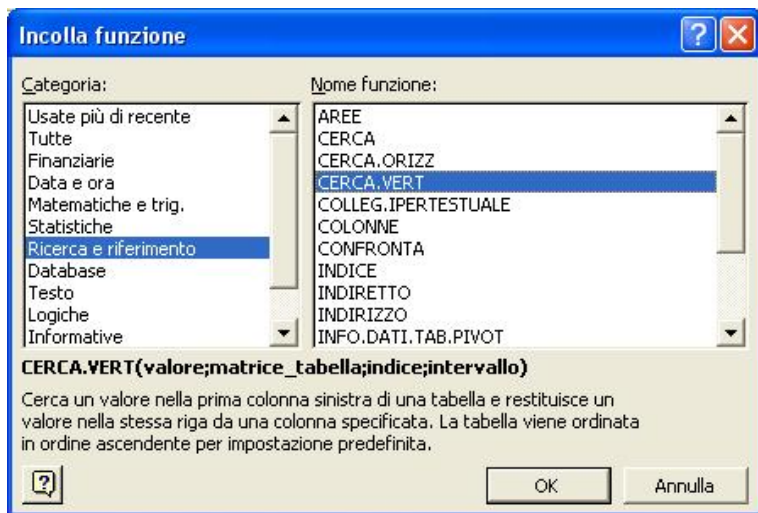 Incolla funzione
Categoria:
Nome funzione:
Usate più di recente
Tutte
Finanziarie
Data e ora
Matematiche e trig.
Statistiche
Ricerca e riferimento
Database
Testo
Logiche
Informative
AREE
CERCA
CERCA.ORIZZ
CERCA.VERT
COLLEG.IPERTESTUALE
COLONNE
CONFRONTA
INDICE
INDIRETTO
INDIRIZZO
INFO.DATI.TAB.PIVOT
CERCA.VERT(valore;matrice_tabella;indice;intervallo)
Cerca un valore nella prima colonna sinistra di una tabella e restituisce un
valore nella stessa riga da una colonna specificata. La tabella viene ordinata
in ordine ascendente per impostazione predefinita.
OK
Annulla